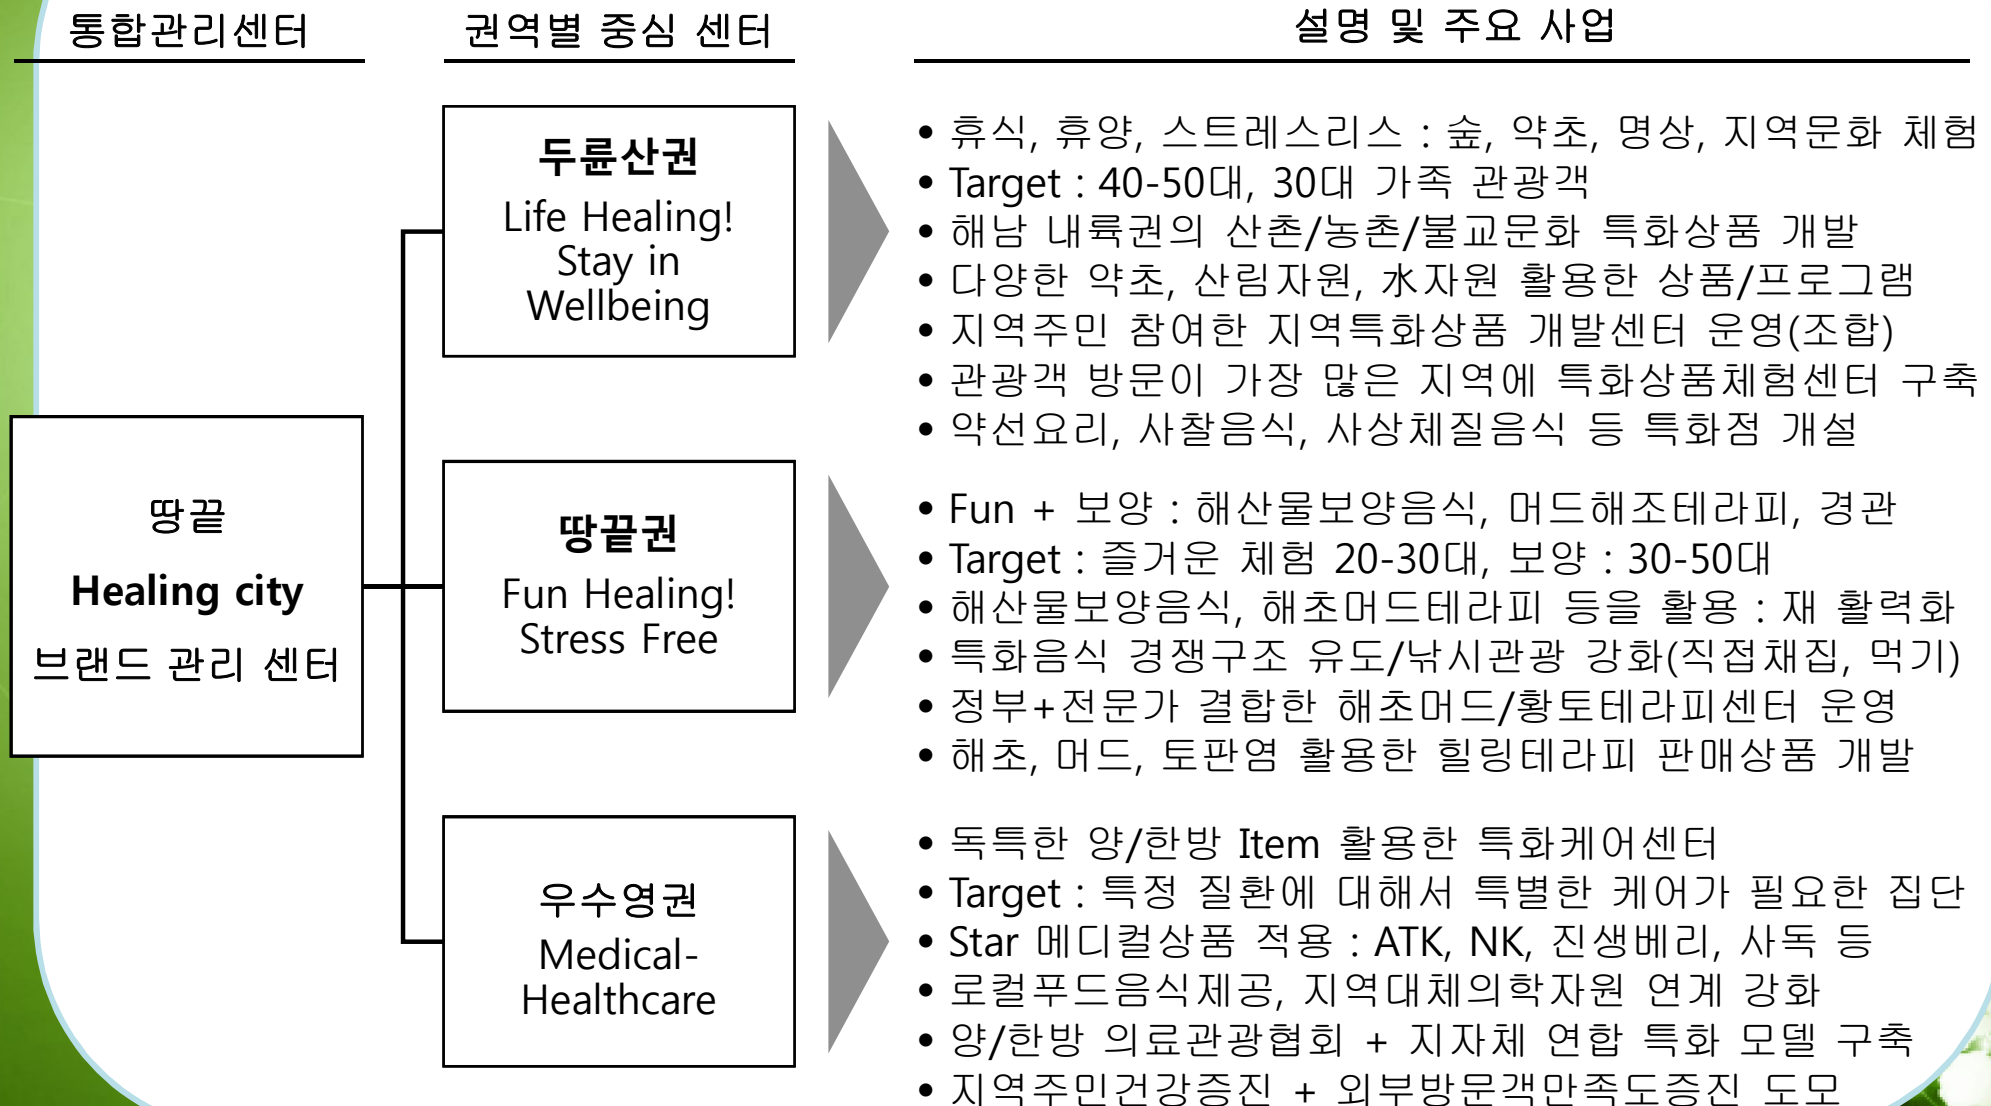 통합관리센터
권역별 중심 센터
설명 및 주요 사업
땅끝
Healing city
브랜드 관리 센터
두륜산권
Life Healing!
Stay in
Wellbeing
• 휴식, 휴양, 스트레스리스 : 숲, 약초, 명상, 지역문화 체험
• Target : 40-50대, 30대 가족 관광객
• 해남 내륙권의 산촌/농촌/불교문화 특화상품 개발
• 다양한 약초, 산림자원, 水자원 활용한 상품/프로그램
• 지역주민 참여한 지역특화상품 개발센터 운영(조합)
• 관광객 방문이 가장 많은 지역에 특화상품체험센터 구축
• 약선요리, 사찰음식, 사상체질음식 등 특화점 개설
땅끝권
Fun Healing!
Stress Free
• Fun + 보양 : 해산물보양음식, 머드해조테라피, 경관
• Target : 즐거운 체험 20-30대, 보양 : 30-50대
• 해산물보양음식, 해초머드테라피 등을 활용 : 재 활력화
• 특화음식 경쟁구조 유도/낚시관광 강화(직접채집, 먹기)
• 정부+전문가 결합한 해초머드/황토테라피센터 운영
• 해초, 머드, 토판염 활용한 힐링테라피 판매상품 개발
우수영권
Medical-
Healthcare
• 독특한 양/한방 Item 활용한 특화케어센터
• Target : 특정 질환에 대해서 특별한 케어가 필요한 집단
• Star 메디컬상품 적용 : ATK, NK, 진생베리, 사독 등
• 로컬푸드음식제공, 지역대체의학자원 연계 강화
• 양/한방 의료관광협회 + 지자체 연합 특화 모델 구축
• 지역주민건강증진 + 외부방문객만족도증진 도모